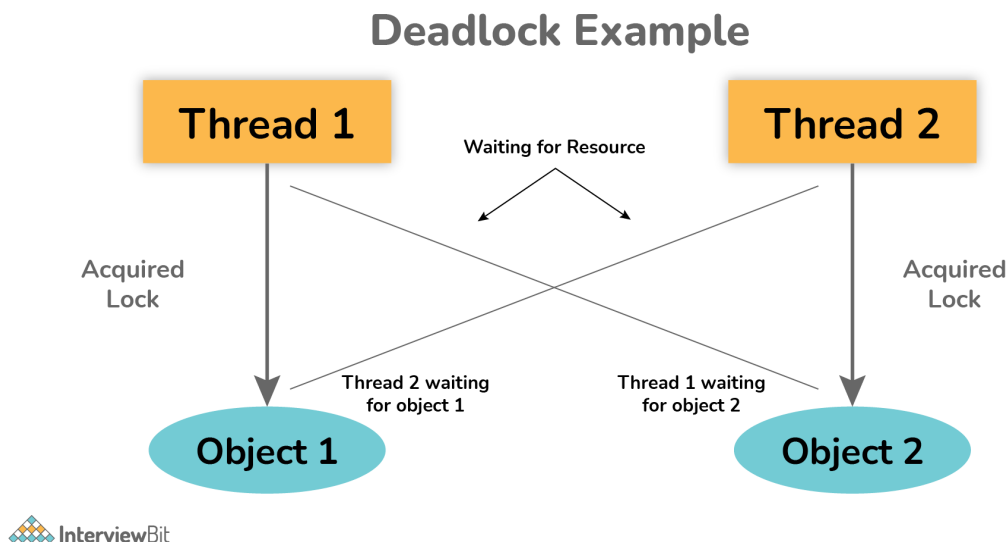 Deadlock Example
Thread 1
Thread 2
Waiting for Resource
Acquired
Lock
Acquired
Lock
Thread 2 waiting
for object 1
Thread 1 waiting
for object 2
Object 1
Object 2
InterviewBit